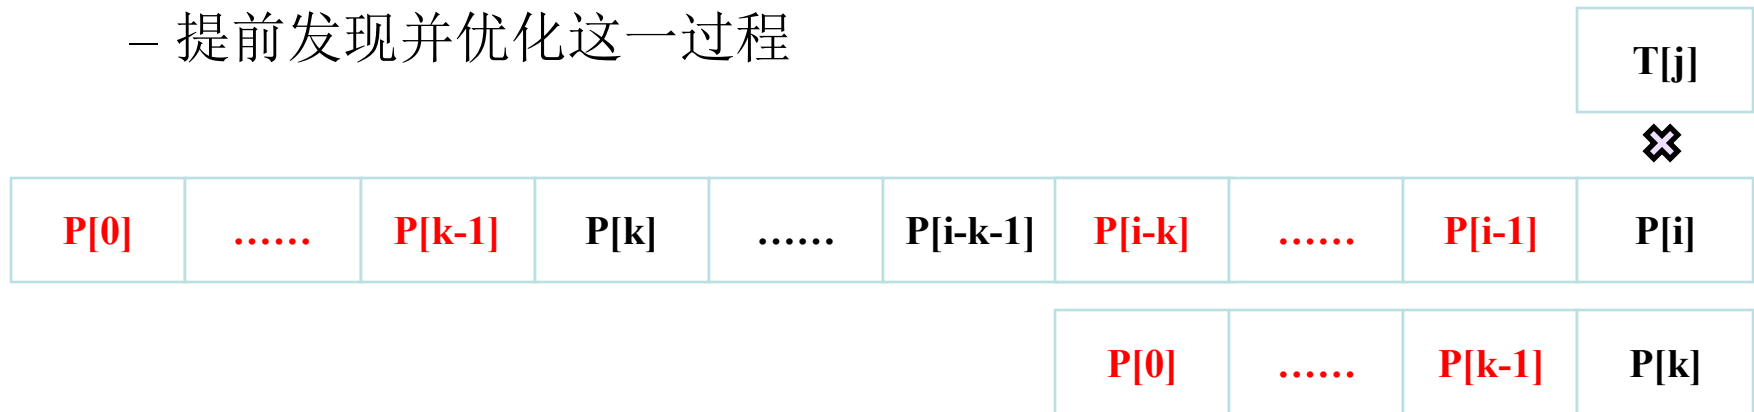 – 提前发现并优化这一过程
T[j]
P[0] …… P[k-1] P[k] …… P[i-k-1] P[i-k] …… P[i-1] P[i]
P[0] …… P[k-1] P[k]